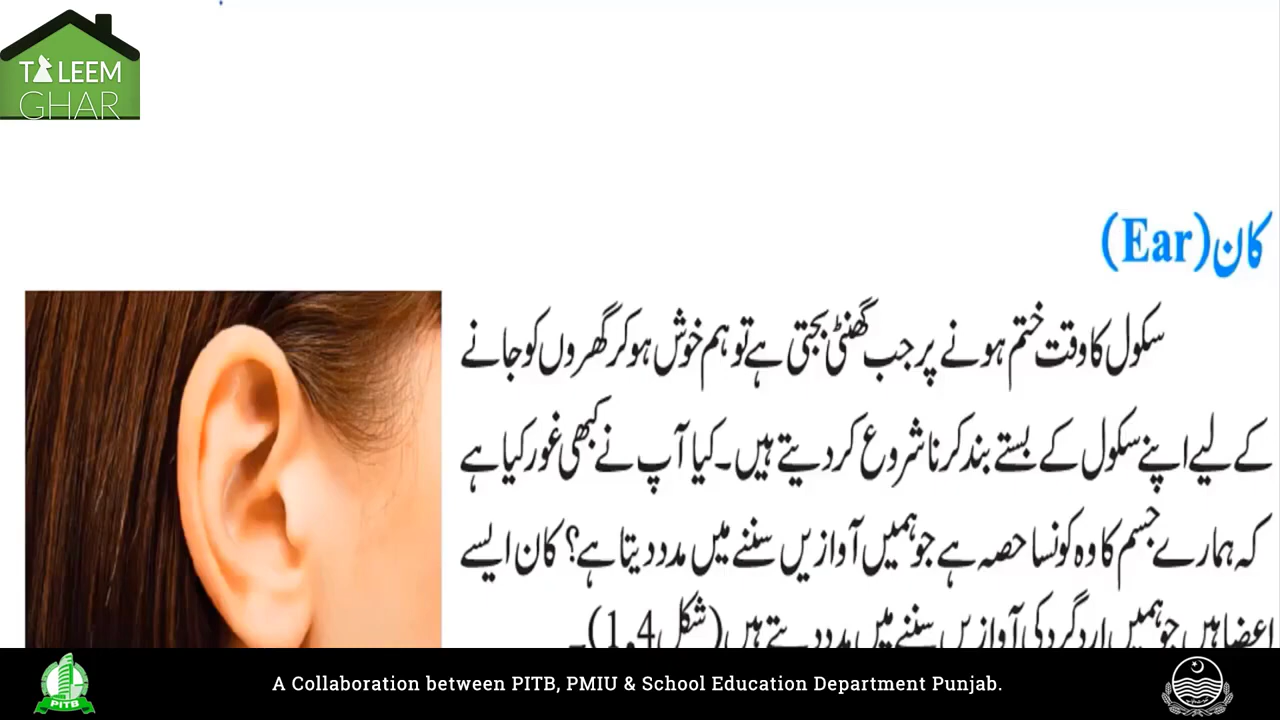 TALEEM
GHAR
کان (Ear)
سکول کا وقت ختم ہونے پر جب گھنٹی بجتی ہے تو ہم خوش ہو کر گھروں کو جانے
کے لیے اپنے سکول کے بستے بند کرنا شروع کر دیتے ہیں۔ کیا آپ نے کبھی غور کیا ہے
کہ ہمارے جسم کا وہ کونسا حصہ ہے جو ہمیں آوازیں سننے میں مدد دیتا ہے؟ کان ایسے
اعضا ہیں جو ہمیں ارد گرد کی آوازیں سننے میں مدد دیتے ہیں (شکل 1.4)۔
PITB
A Collaboration between PITB, PMIU & School Education Department Punjab.